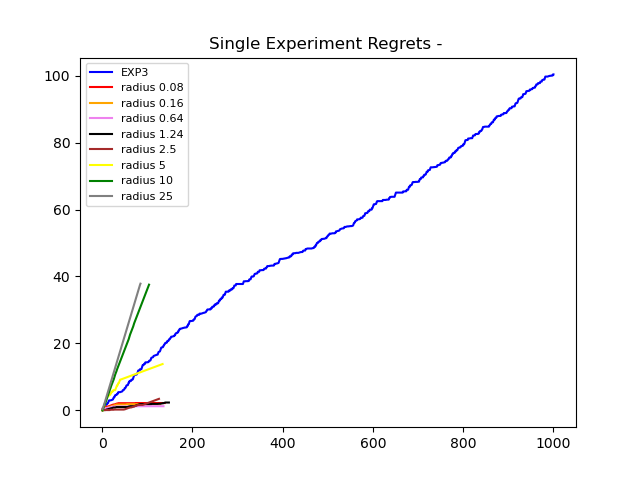 Single Experiment Regrets -
EXP3
radius 0.08
radius 0.16
radius 0.64
radius 1.24
radius 2.5
radius 5
radius 10
radius 25
100
80
60
40
20
0
0 200 400 600 800 1000